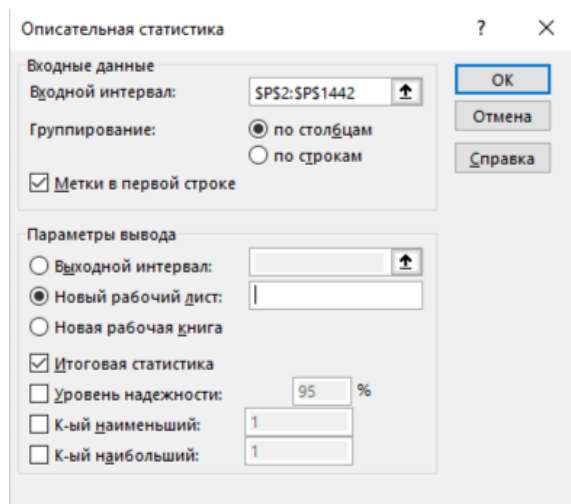 Описательная статистика ? ×
Входные данные
Входной интервал: $P$2:$P$1442
Группирование: по столбцам
по строкам
Метки в первой строке
ОК
Отмена
Справка
Параметры вывода
Выходной интервал:
Новый рабочий лист:
Новая рабочая книга
Итоговая статистика
Уровень надежности: 95 %
К-ый наименьший: 1
К-ый наибольший: 1